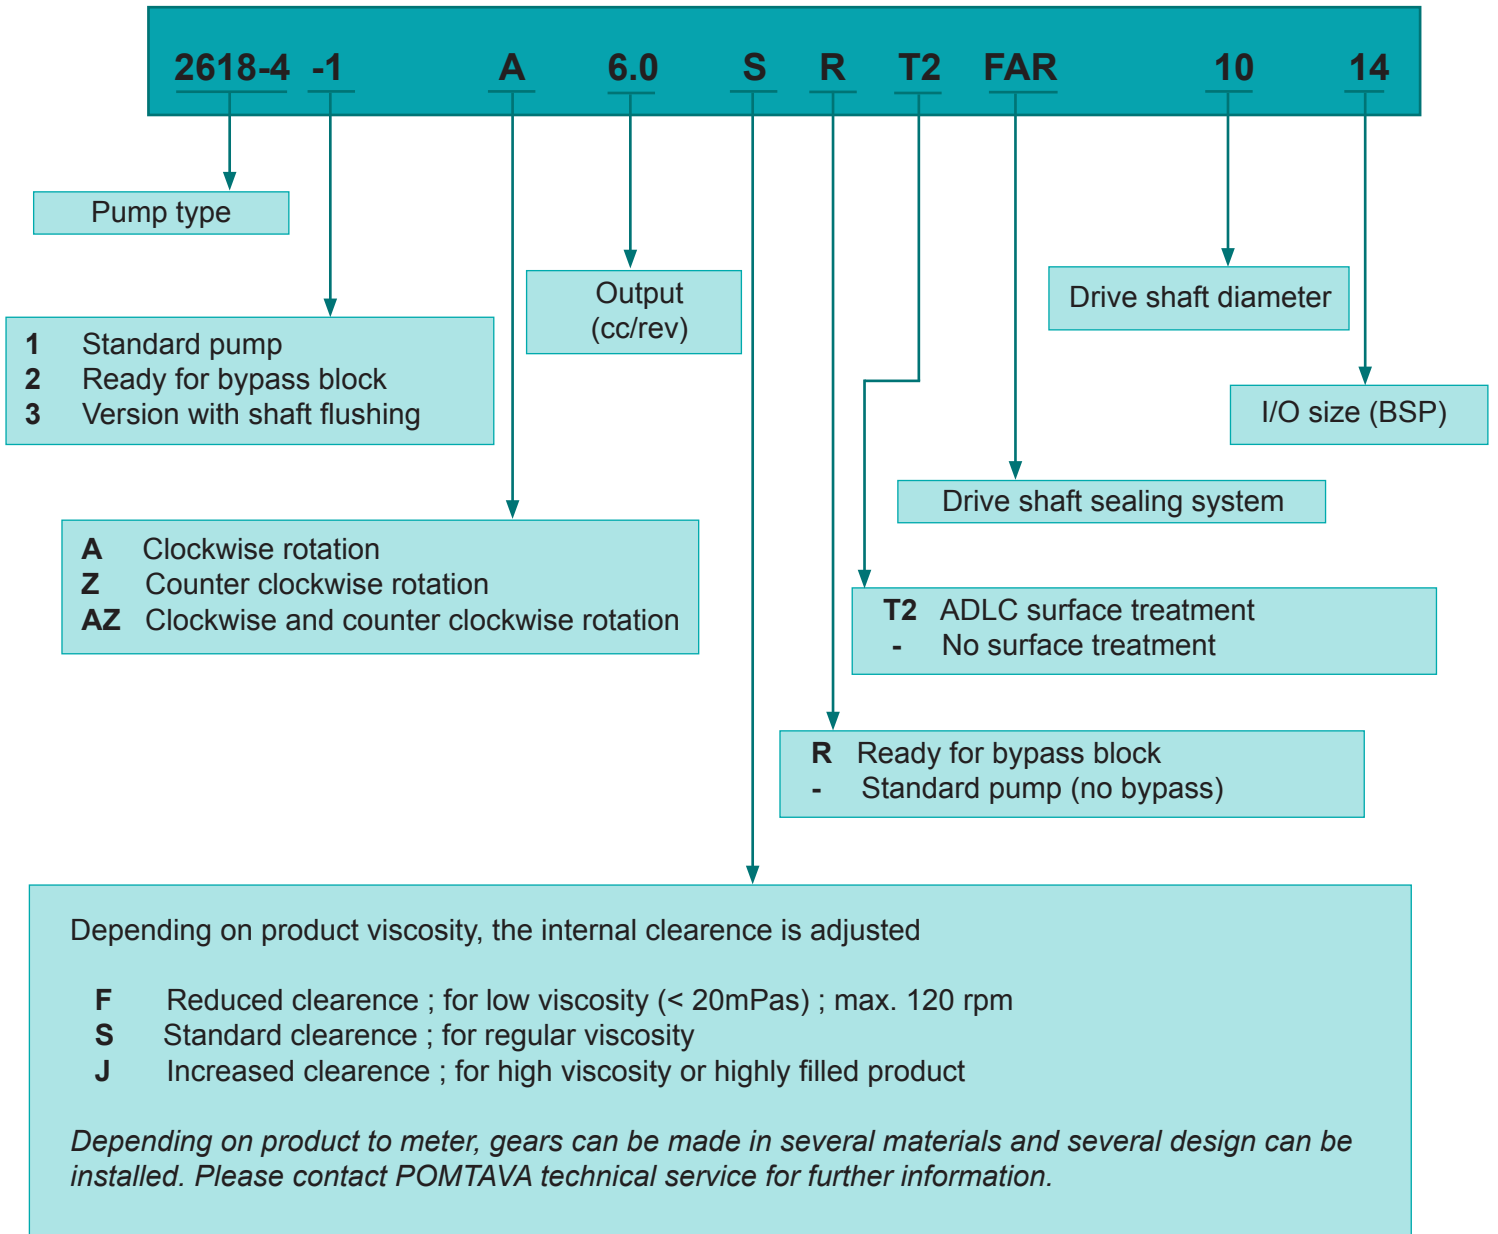 2618-4 -1 A 6.0 S R T2 FAR 10 14
Pump type
Output
(cc/rev)
Drive shaft diameter
1 Standard pump
2 Ready for bypass block
3 Version with shaft flushing
I/O size (BSP)
Drive shaft sealing system
A Clockwise rotation
Z Counter clockwise rotation
AZ Clockwise and counter clockwise rotation
T2 ADLC surface treatment
- No surface treatment
R Ready for bypass block
- Standard pump (no bypass)
Depending on product viscosity, the internal clearence is adjusted
F Reduced clearence ; for low viscosity (< 20mPas) ; max. 120 rpm
S Standard clearence ; for regular viscosity
J Increased clearence ; for high viscosity or highly filled product
Depending on product to meter, gears can be made in several materials and several design can be
installed. Please contact POMTAVA technical service for further information.